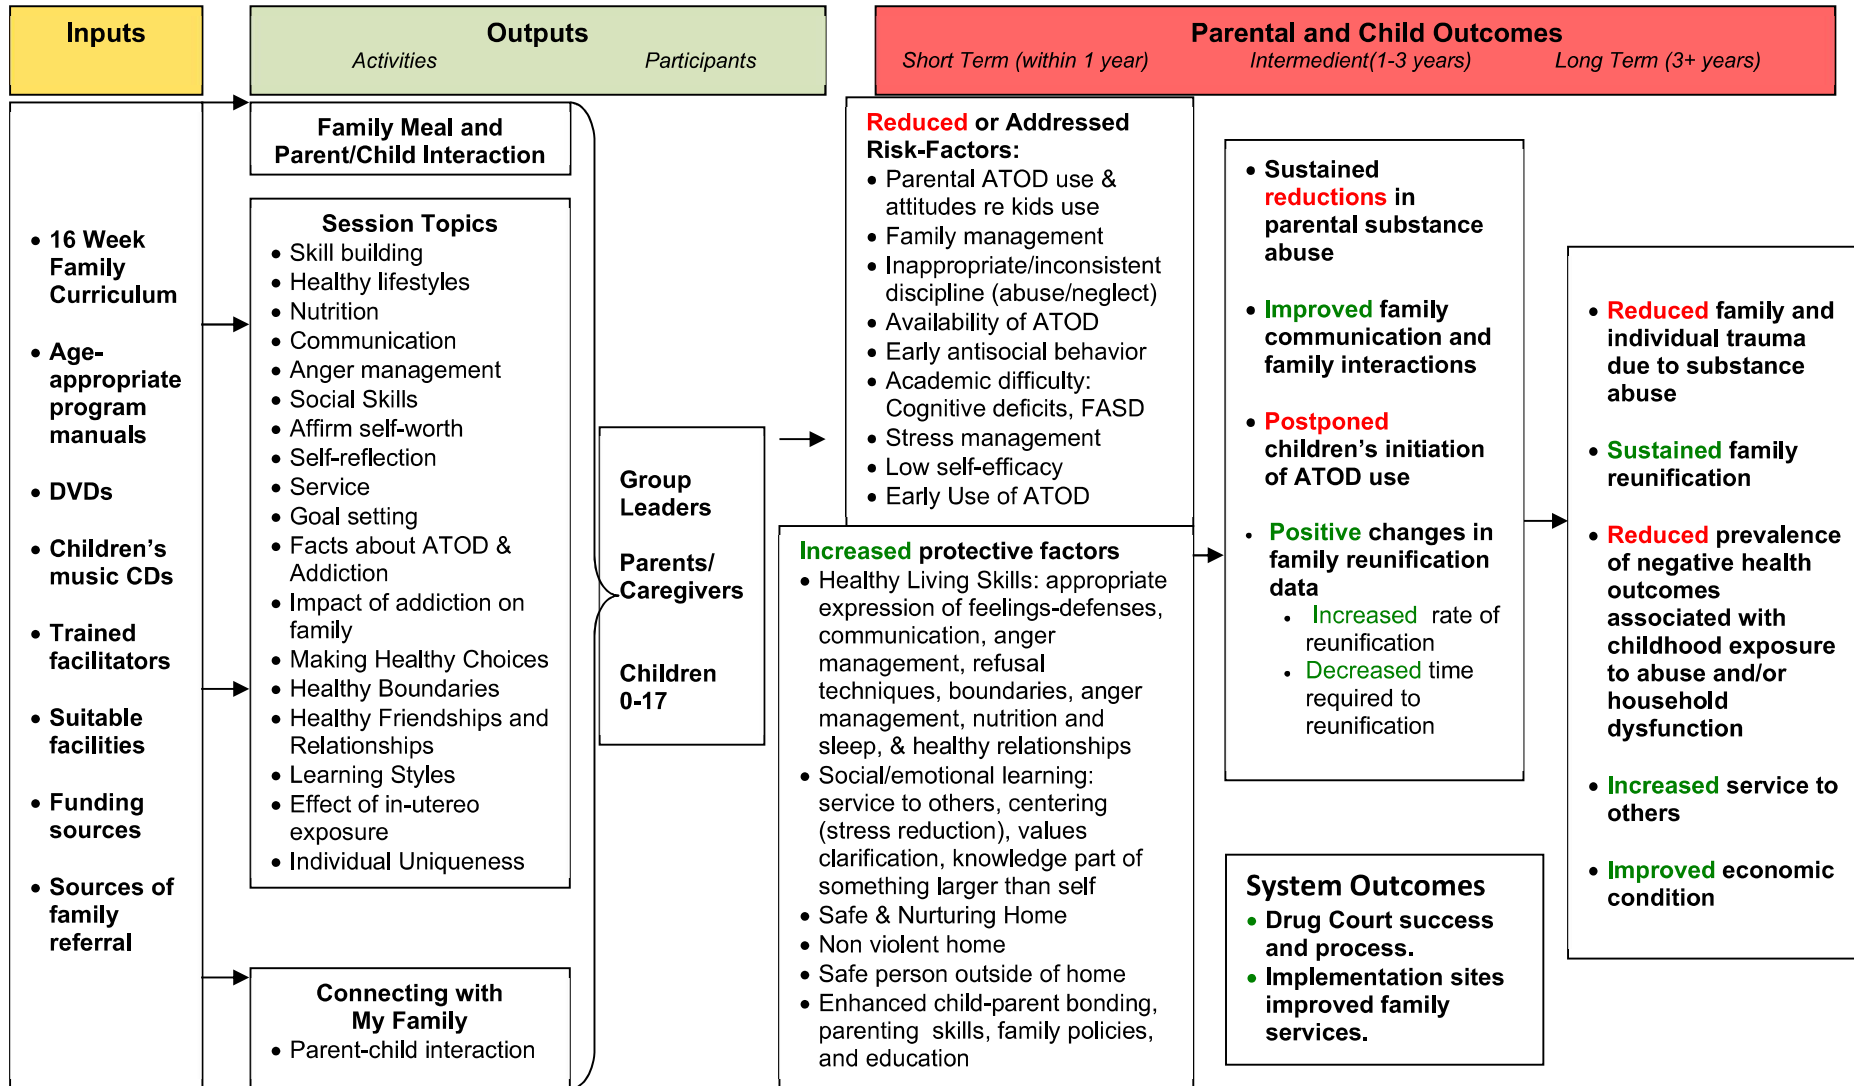 Inputs
Outputs
Activities
Participants
Parental and Child Outcomes
Short Term (within 1 year)
Intermedient(1-3 years)
Long Term (3+ years)
• 16 Week
Family
Curriculum
• Age-
appropriate
program
manuals
• DVDs
• Children's
music CDs
• Trained
facilitators
• Suitable
facilities
• Funding
sources
• Sources of
family
referral
Family Meal and
Parent/Child Interaction
Session Topics
• Skill building
• Healthy lifestyles
• Nutrition
• Communication
• Anger management
• Social Skills
• Affirm self-worth
• Self-reflection
• Service
• Goal setting
• Facts about ATOD &
Addiction
• Impact of addiction on
family
• Making Healthy Choices
• Healthy Boundaries
• Healthy Friendships and
Relationships
• Learning Styles
• Effect of in-utereo
exposure
• Individual Uniqueness
Connecting with
My Family
• Parent-child interaction
Group
Leaders
Parents/
Caregivers
Children
0-17
Reduced or Addressed
Risk-Factors:
• Parental ATOD use &
attitudes re kids use
• Family management
• Inappropriate/inconsistent
discipline (abuse/neglect)
• Availability of ATOD
• Early antisocial behavior
• Academic difficulty:
Cognitive deficits, FASD
• Stress management
• Low self-efficacy
• Early Use of ATOD
Increased protective factors
• Healthy Living Skills: appropriate
expression of feelings-defenses,
communication, anger
management, refusal
techniques, boundaries, anger
management, nutrition and
sleep, & healthy relationships
• Social/emotional learning:
service to others, centering
(stress reduction), values
clarification, knowledge part of
something larger than self
• Safe & Nurturing Home
• Non violent home
• Safe person outside of home
• Enhanced child-parent bonding,
parenting skills, family policies,
and education
• Sustained
reductions in
parental substance
abuse
• Improved family
communication and
family interactions
• Postponed
children's initiation
of ATOD use
• Positive changes in
family reunification
data
• Increased rate of
reunification
• Decreased time
required to
reunification
System Outcomes
• Drug Court success
and process.
• Implementation sites
improved family
services.
• Reduced family and
individual trauma
due to substance
abuse
• Sustained family
reunification
• Reduced prevalence
of negative health
outcomes
associated with
childhood exposure
to abuse and/or
household
dysfunction
• Increased service to
others
• Improved economic
condition